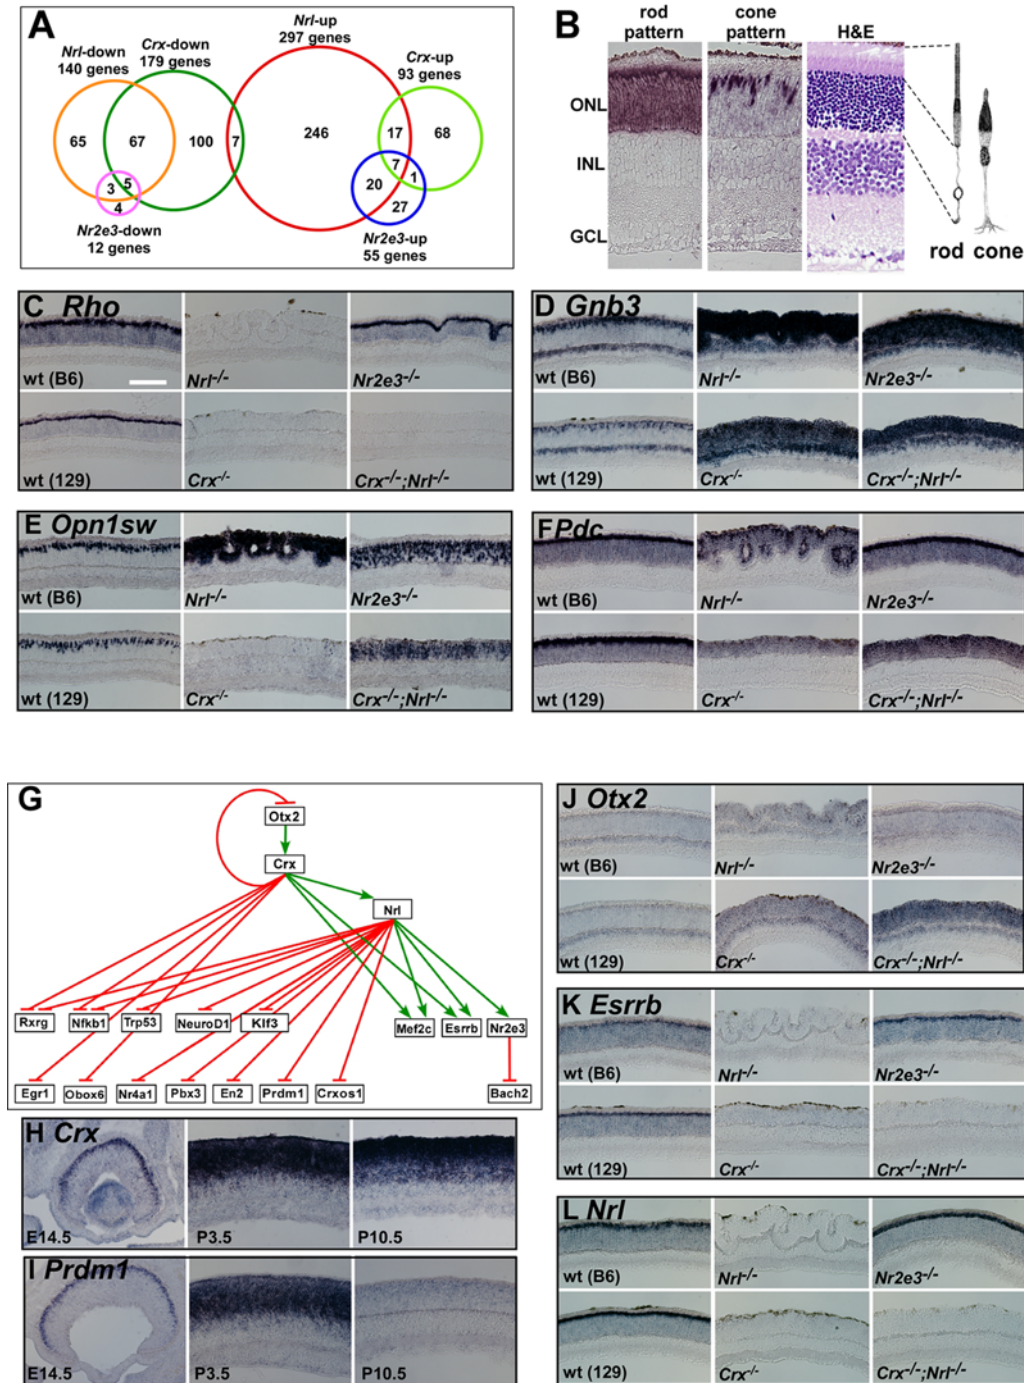 A
Nrl-down
140 genes
Crx-down
179 genes
Nrl-up
297 genes
Crx-up
93 genes
65
67
100
7
246
17
68
7
1
20
27
3
5
4
Nr2e3-down
12 genes
Nr2e3-up
55 genes
B
rod
pattern
cone
pattern
H&E
ONL
INL
GCL
rod cone
C Rho
wt (B6)
Nrl-/-
Nr2e3-/-
wt (129)
Crx-/-
Crx-/-;Nrl-/-
D Gnb3
wt (B6)
Nrl-/-
Nr2e3-/-
wt (129)
Crx-/-
Crx-/-;Nrl-/-
E Opn1sw
wt (B6)
Nrl-/-
Nr2e3-/-
wt (129)
Crx-/-
Crx-/-;Nrl-/-
F Pdc
wt (B6)
Nrl-/-
Nr2e3-/-
wt (129)
Crx-/-
Crx-/-;Nrl-/-
G
Otx2
Crx
Nrl
Rxrg Nfkb1 Trp53 NeuroD1 Klf3 Mef2c Esrrb Nr2e3
Egr1 Obox6 Nr4a1 Pbx3 En2 Prdm1 Crxos1 Bach2
H Crx
E14.5
P3.5
P10.5
I Prdm1
E14.5
P3.5
P10.5
J Otx2
wt (B6)
Nrl-/-
Nr2e3-/-
wt (129)
Crx-/-
Crx-/-;Nrl-/-
K Esrrb
wt (B6)
Nrl-/-
Nr2e3-/-
wt (129)
Crx-/-
Crx-/-;Nrl-/-
L Nrl
wt (B6)
Nrl-/-
Nr2e3-/-
wt (129)
Crx-/-
Crx-/-;Nrl-/-